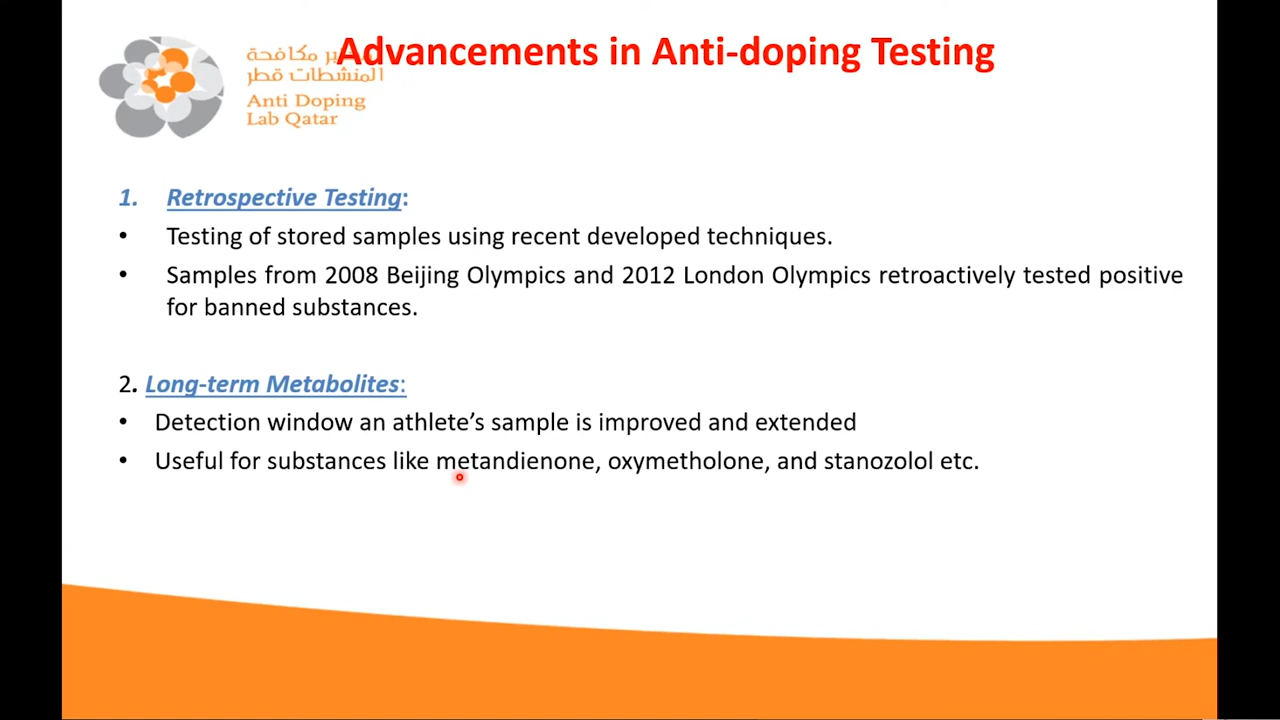 Advancements in Anti-doping Testing
ر مكافحة
المنشطات قطر
Anti Doping
Lab Qatar
1. Retrospective Testing:
• Testing of stored samples using recent developed techniques.
• Samples from 2008 Beijing Olympics and 2012 London Olympics retroactively tested positive
for banned substances.
2. Long-term Metabolites:
• Detection window an athlete’s sample is improved and extended
• Useful for substances like metandienone, oxymetholone, and stanozolol etc.